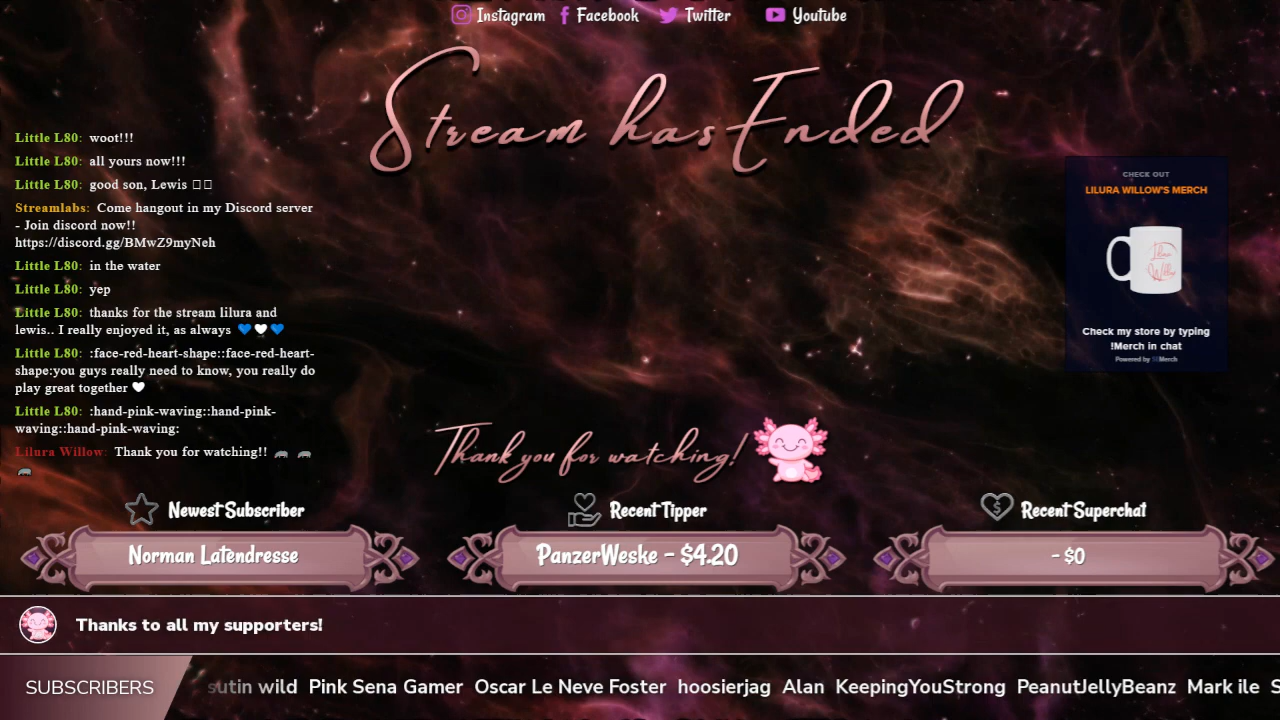 Instagram Facebook Twitter Youtube
Stream has Ended
Little L80: woot!!!
Little L80: all yours now!!!
Little L80: good son, Lewis
Streamlabs: Come hangout in my Discord server
- Join discord now!!
https://discord.gg/BMwZ9myNeh
Little L80: in the water
Little L80: yep
Little L80: thanks for the stream lilura and
lewis.. I really enjoyed it, as always 💙🤍💙
Little L80: :face-red-heart-shape::face-red-heart-
shape:you guys really need to know, you really do
play great together 🤍
Little L80: :hand-pink-waving::hand-pink-
waving::hand-pink-waving:
Lilura Willow: Thank you for watching!!
CHECK OUT
LILURA WILLOW'S MERCH
Lilura
Willow
Check my store by typing
!Merch in chat
Powered by Merch
Thank you for watching!
Newest Subscriber
Norman Latendresse
Recent Tipper
PanzerWeske - $4.20
Recent Superchat
- $0
Thanks to all my supporters!
SUBSCRIBERS
sutin wild Pink Sena Gamer Oscar Le Neve Foster hoosierjag Alan KeepingYouStrong PeanutJellyBeanz Mark ile S